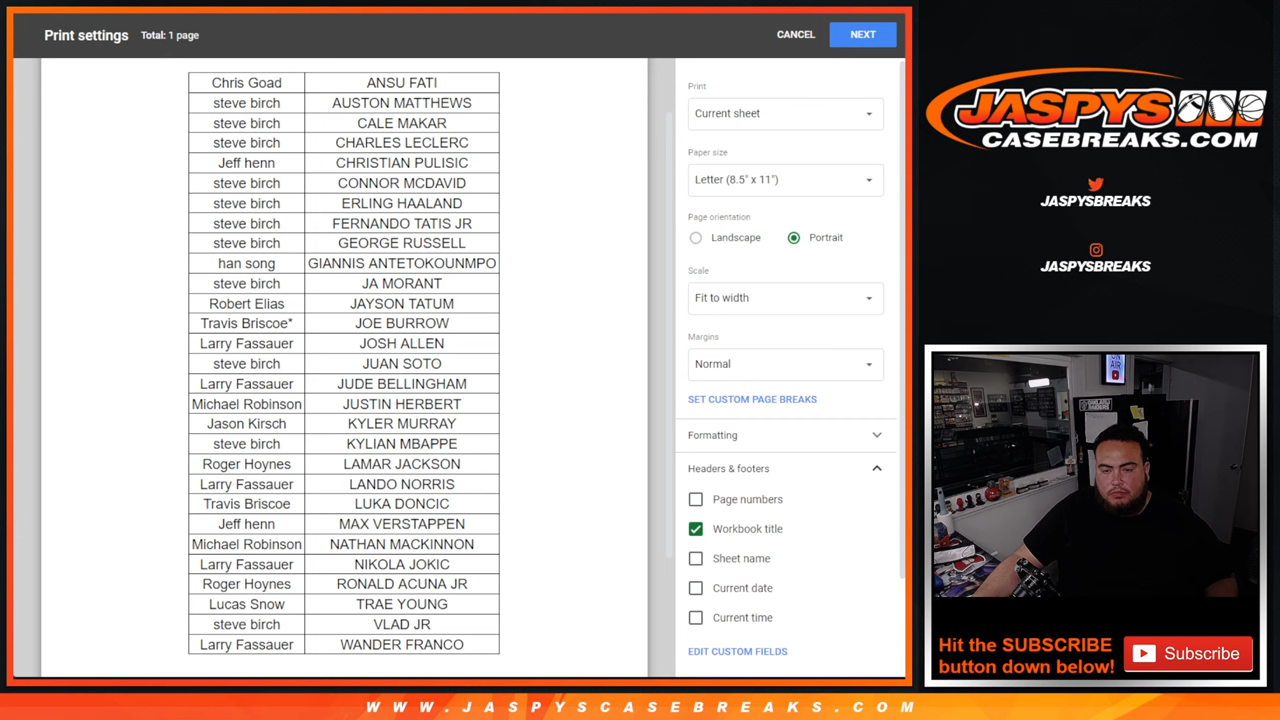 Print settings Total: 1 page CANCEL NEXT
Chris Goad ANSU FATI
steve birch AUSTON MATTHEWS
steve birch CALE MAKAR
steve birch CHARLES LECLERC
Jeff henn CHRISTIAN PULISIC
steve birch CONNOR MCDAVID
steve birch ERLING HAALAND
steve birch FERNANDO TATIS JR
steve birch GEORGE RUSSELL
han song GIANNIS ANTETOKOUNMPO
steve birch JA MORANT
Robert Elias JAYSON TATUM
Travis Briscoe* JOE BURROW
Larry Fassauer JOSH ALLEN
steve birch JUAN SOTO
Larry Fassauer JUDE BELLINGHAM
Michael Robinson JUSTIN HERBERT
Jason Kirsch KYLER MURRAY
steve birch KYLIAN MBAPPE
Roger Hoynes LAMAR JACKSON
Larry Fassauer LANDO NORRIS
Travis Briscoe LUKA DONCIC
Jeff henn MAX VERSTAPPEN
Michael Robinson NATHAN MACKINNON
Larry Fassauer NIKOLA JOKIC
Roger Hoynes RONALD ACUNA JR
Lucas Snow TRAE YOUNG
steve birch VLAD JR
Larry Fassauer WANDER FRANCO
Print
Current sheet
Paper size
Letter (8.5" x 11")
Page orientation
Landscape Portrait
Scale
Fit to width
Margins
Normal
SET CUSTOM PAGE BREAKS
Formatting
Headers & footers
Page numbers
Workbook title
Sheet name
Current date
Current time
EDIT CUSTOM FIELDS
JASPYS
CASEBREAKS.COM
JASPYSBREAKS
JASPYSBREAKS
Hit the SUBSCRIBE
button down below!
Subscribe
WWW.JASPYSCASEBREAKS.COM